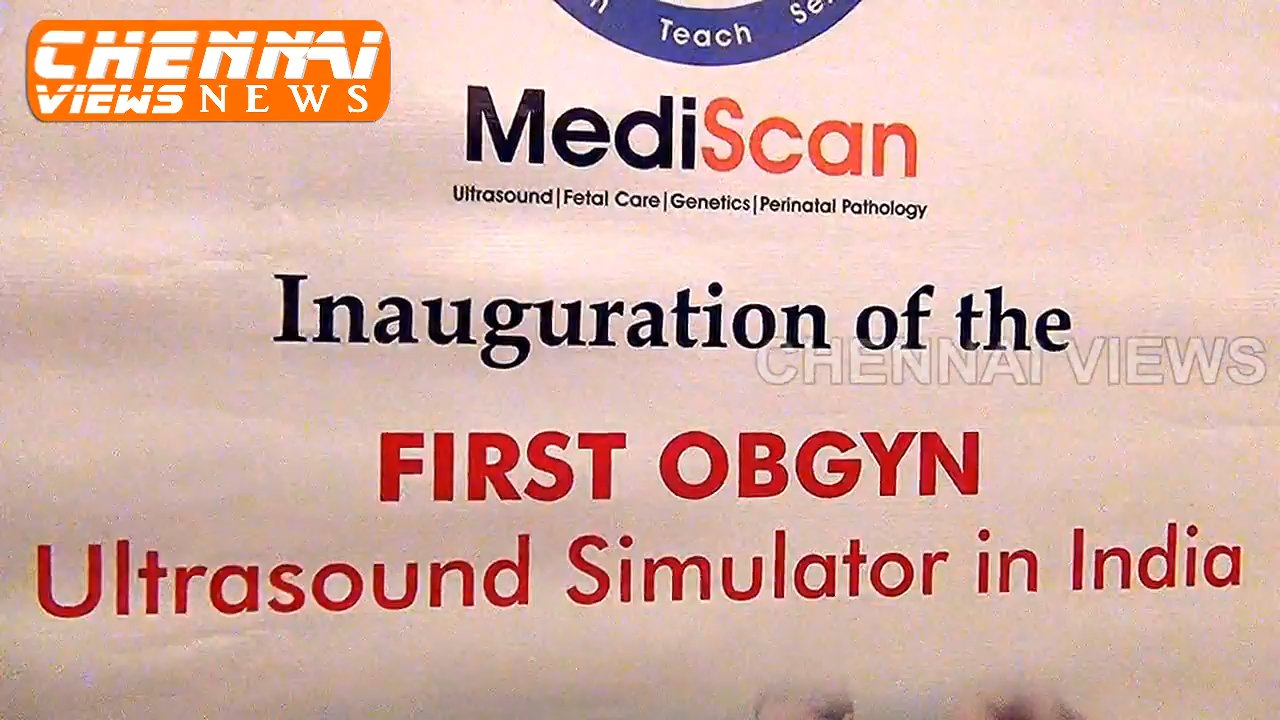 CHENNAI
VIEWS NEWS
Teach
MediScan
Ultrasound|Fetal Care|Genetics|Perinatal Pathology
Inauguration of the
CHENNAI VIEWS
FIRST OBGYN
Ultrasound Simulator in India